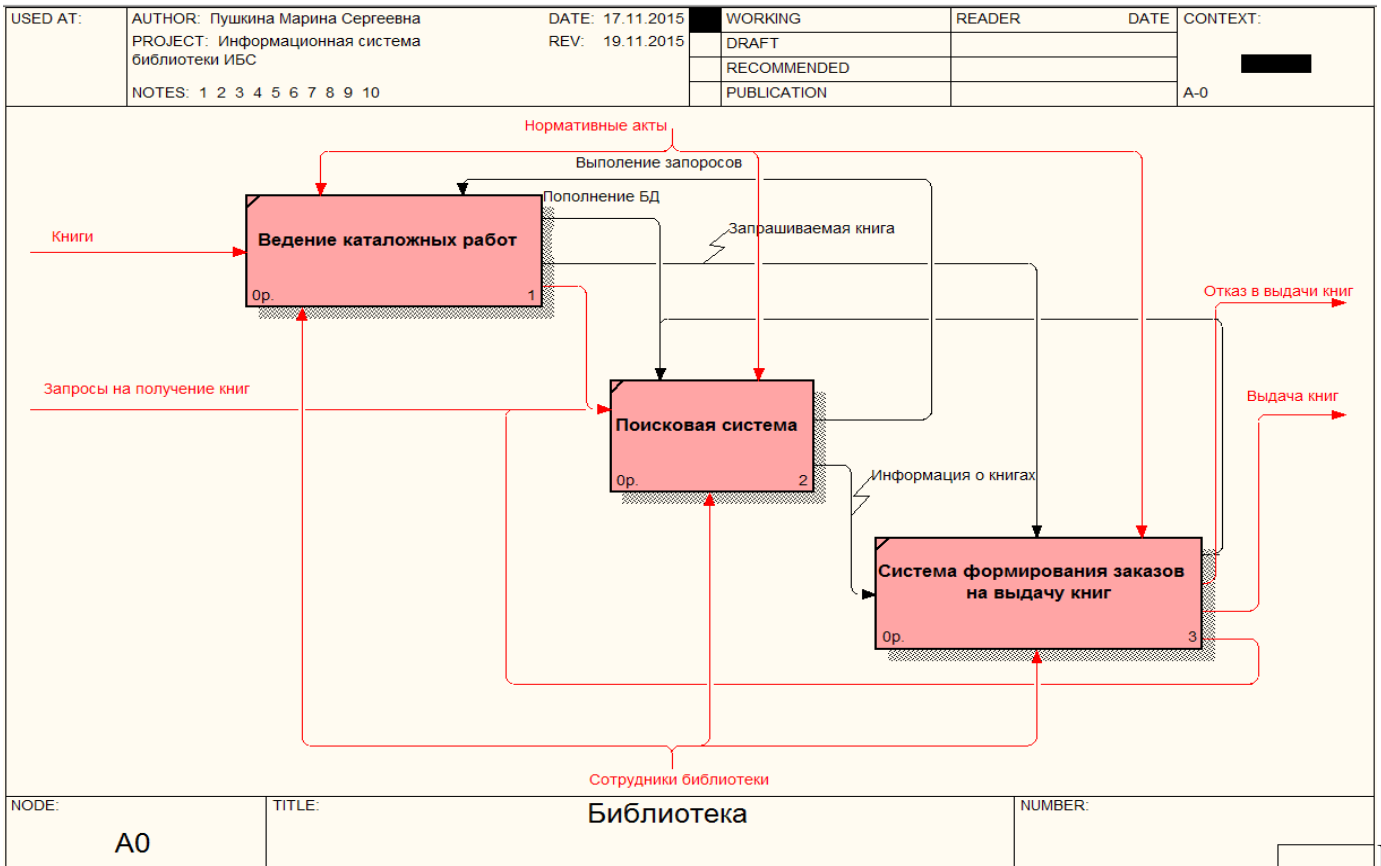 USED AT:
AUTHOR: Пушкина Марина Сергеевна
DATE: 17.11.2015
PROJECT: Информационная система
библиотеки ИБС
REV: 19.11.2015
NOTES: 1 2 3 4 5 6 7 8 9 10
WORKING
DRAFT
RECOMMENDED
PUBLICATION
READER
DATE
CONTEXT:
A-0
Нормативные акты
Выполение запоросов
Пополнение БД
Запрашиваемая книга
Книги
Ведение каталожных работ
0р.
1
Отказ в выдачи книг
Запросы на получение книг
Выдача книг
Поисковая система
0р.
2
Информация о книгах
Система формирования заказов
на выдачу книг
0р.
3
Сотрудники библиотеки
NODE:
A0
TITLE:
Библиотека
NUMBER: